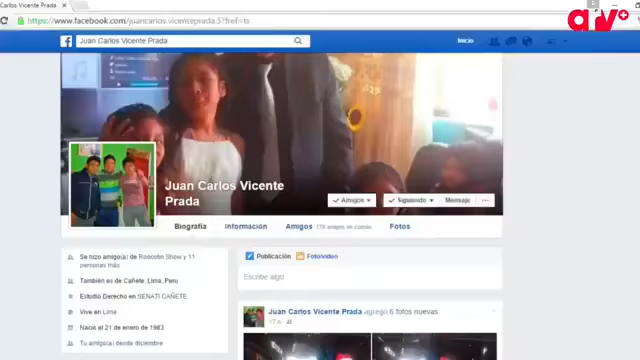 Carlos Vicente Prada
https://www.facebook.com/juancarlos.vicenteprada.5?fref=ts
Juan Carlos Vicente Prada
Inicio
Juan Carlos Vicente
Prada
Amigos
Siguiendo
Mensaje
Biografía
Información
Amigos
Fotos
Se hizo amigo(a) de Rocotín Show y 11
personas más
También es de Cañete, Lima, Peru
Estudió Derecho en SENATI CAÑETE
Vive en Lima
Nació el 21 de enero de 1983
Tu amigo(a) desde diciembre
Publicación
Foto/video
Escribe algo
Juan Carlos Vicente Prada agregó 6 fotos nuevas.
17 h